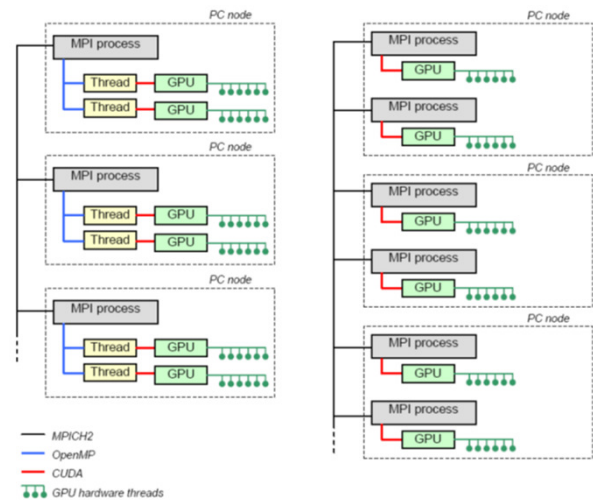 PC node
MPI process
Thread GPU
Thread GPU
PC node
MPI process
Thread GPU
Thread GPU
PC node
MPI process
Thread GPU
Thread GPU
MPICH2
OpenMP
CUDA
GPU hardware threads
PC node
MPI process
GPU
MPI process
GPU
PC node
MPI process
GPU
MPI process
GPU
PC node
MPI process
GPU
MPI process
GPU